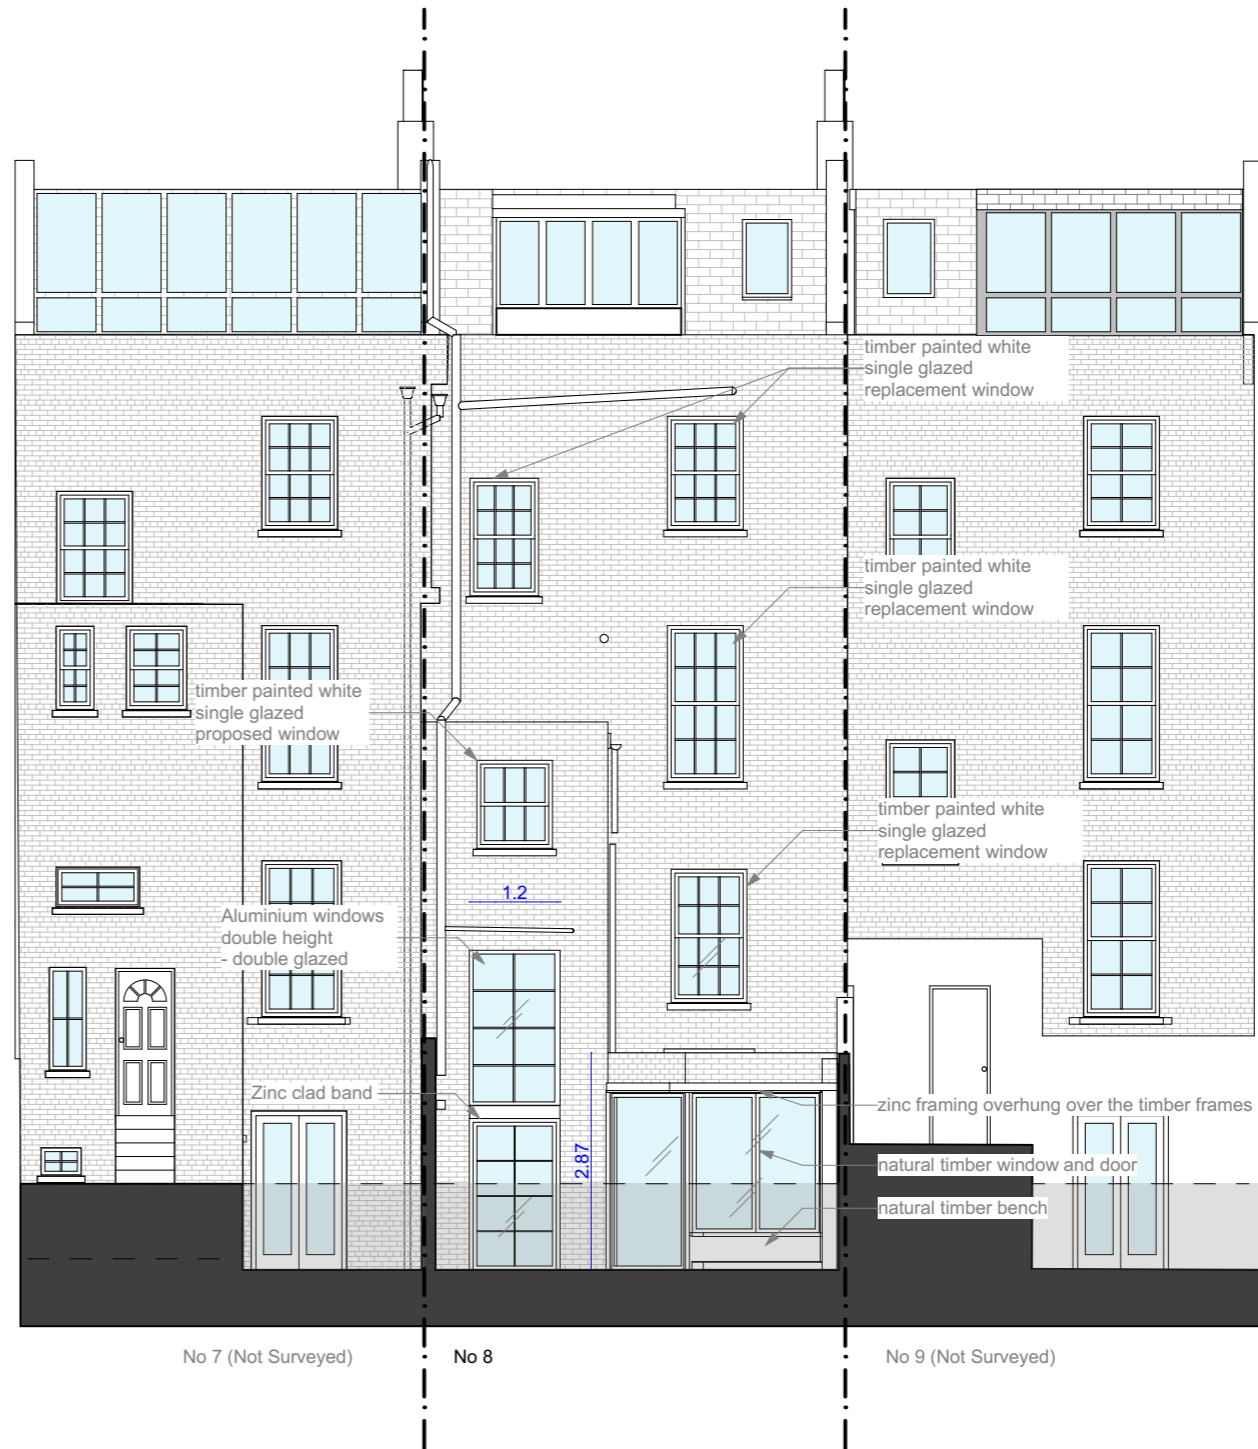 timber painted white
single glazed
replacement window
timber painted white
single glazed
replacement window
timber painted white
single glazed
proposed window
timber painted white
single glazed
replacement window
1.2
Aluminium windows
double height
- double glazed
Zinc clad band
zinc framing overhung over the timber frames
2.87
natural timber window and door
natural timber bench
No 7 (Not Surveyed)
No 8
No 9 (Not Surveyed)